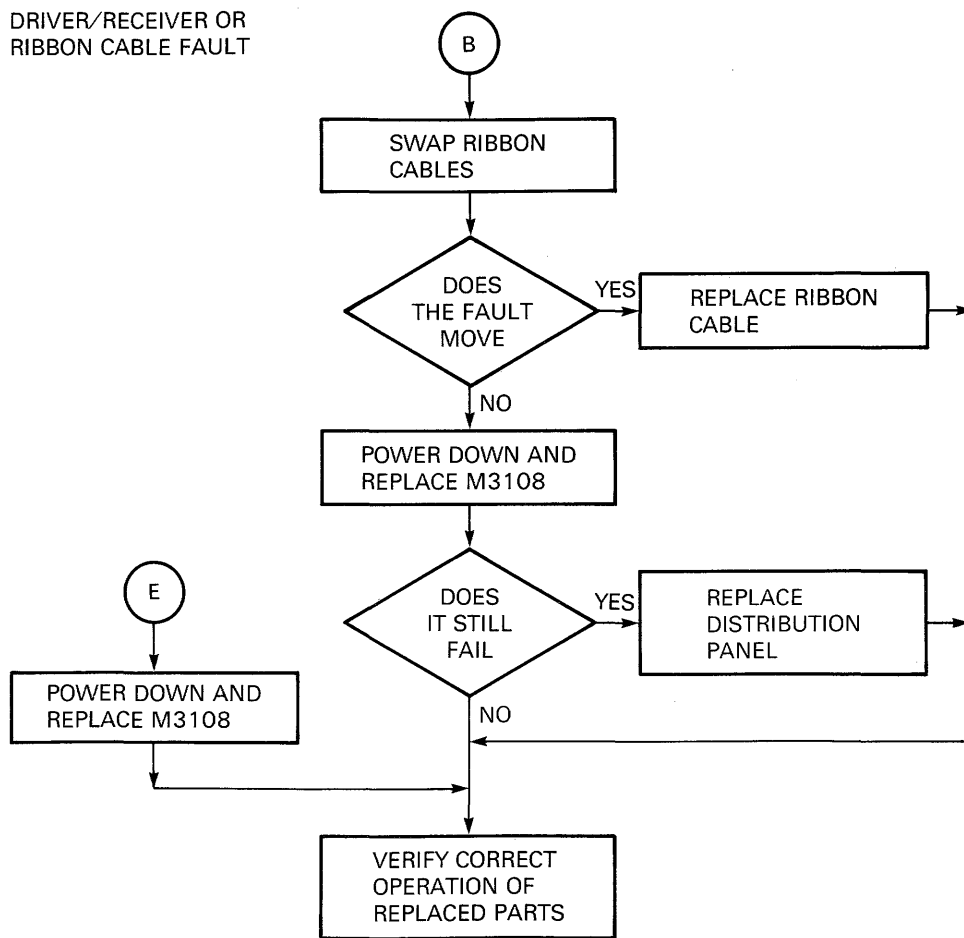 DRIVER/RECEIVER OR
RIBBON CABLE FAULT
B
SWAP RIBBON
CABLES
DOES
THE FAULT
MOVE
YES
REPLACE RIBBON
CABLE
NO
POWER DOWN AND
REPLACE M3108
E
DOES
IT STILL
FAIL
YES
REPLACE
DISTRIBUTION
PANEL
POWER DOWN AND
REPLACE M3108
NO
VERIFY CORRECT
OPERATION OF
REPLACED PARTS